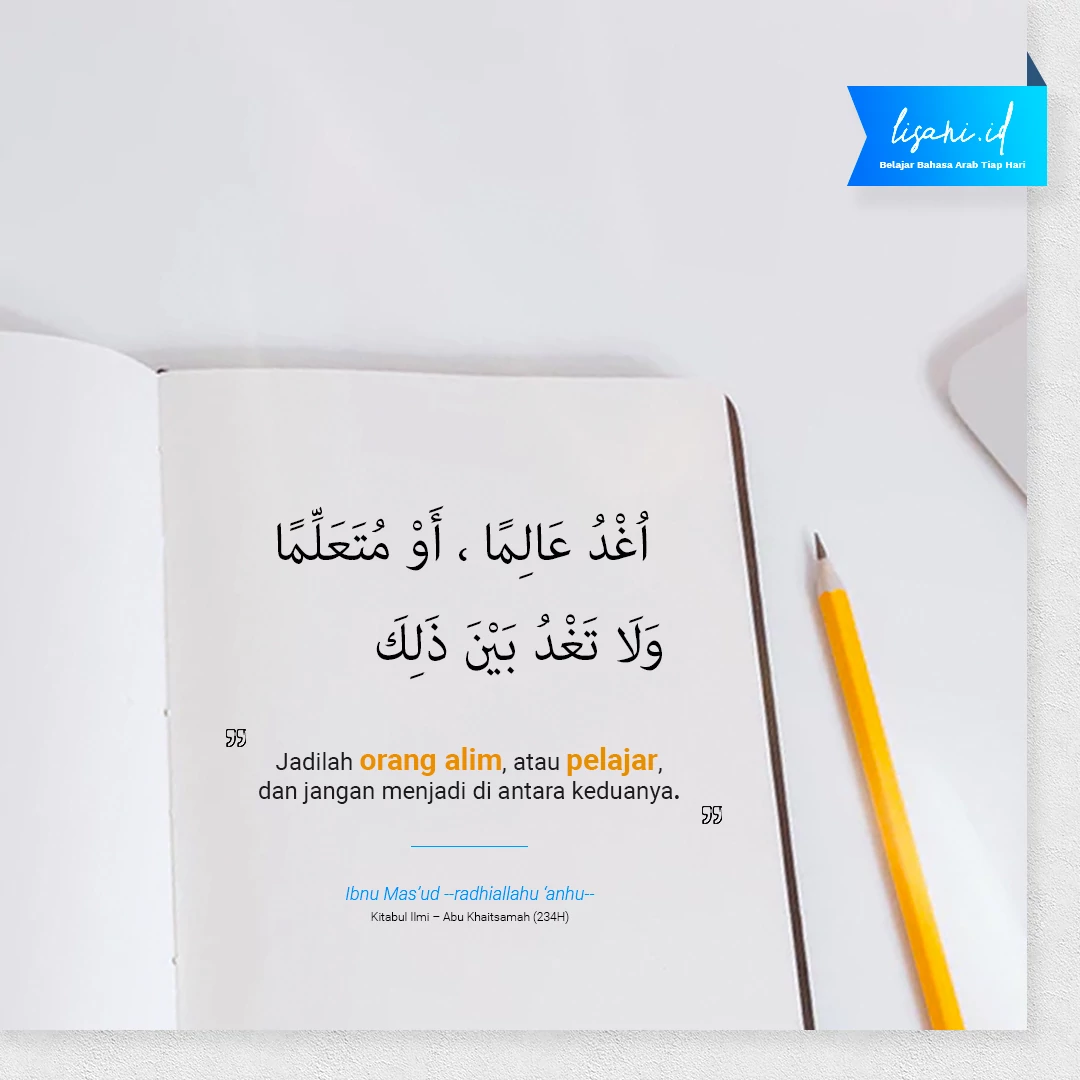 lisani.id
Belajar Bahasa Arab Tiap Hari
اُغْدُ عَالِمًا ، أَوْ مُتَعَلِّمًا
وَلَا تَغْدُ بَيْنَ ذَلِكَ
Jadilah orang alim, atau pelajar,
dan jangan menjadi di antara keduanya.
Ibnu Mas’ud --radhiallahu ‘anhu--
Kitabul Ilmi – Abu Khaitsamah (234H)